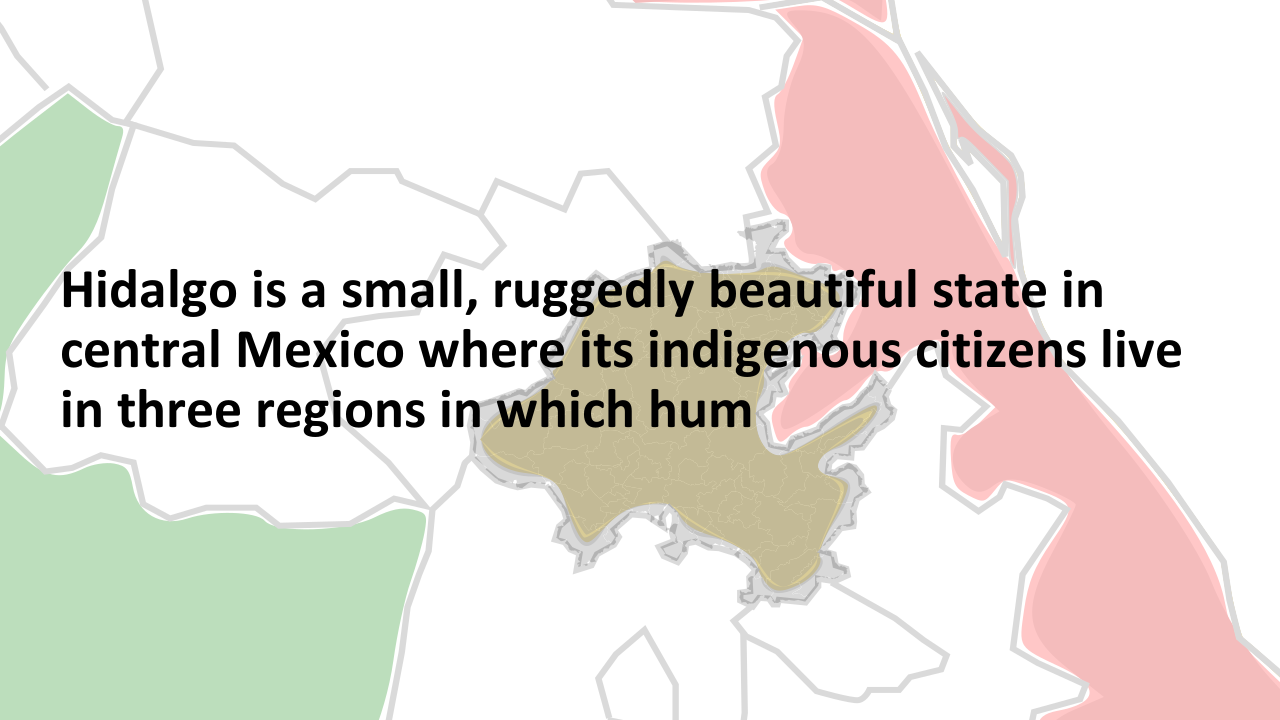 Hidalgo is a small, ruggedly beautiful state in
central Mexico where its indigenous citizens live
in three regions in which hum